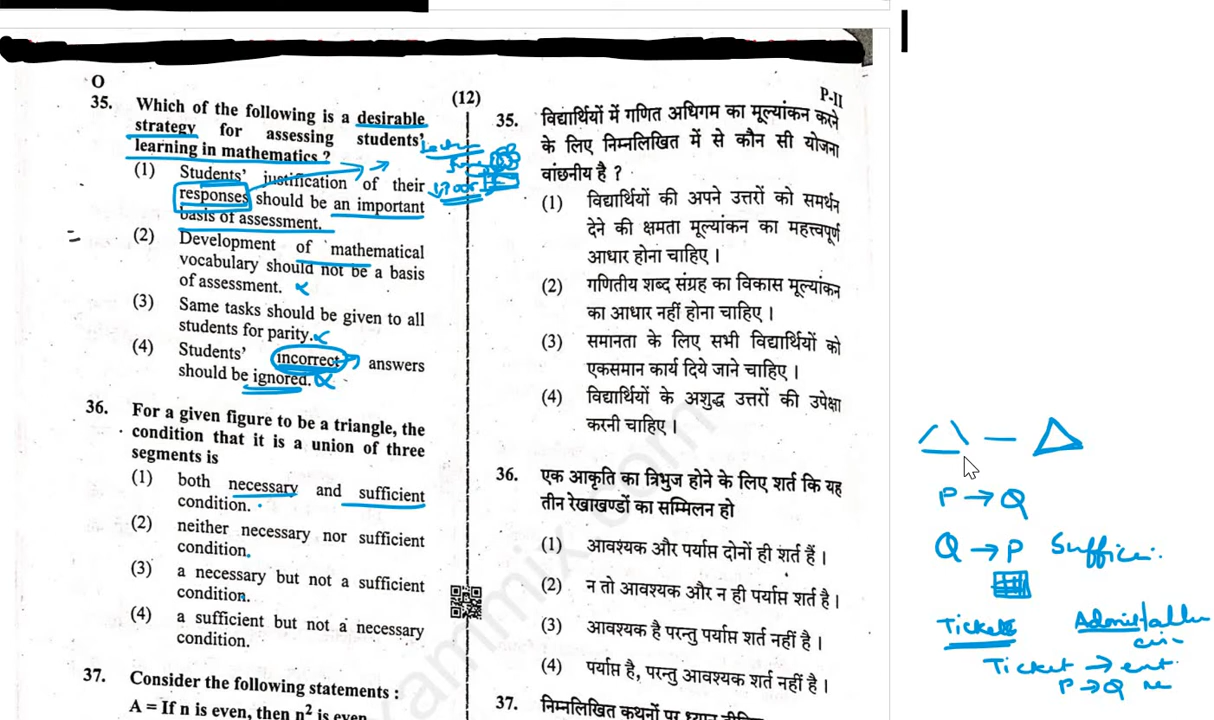 O
(12)
P-II
35. Which of the following is a desirable
strategy for assessing students'
learning in mathematics ?
(1) Students' justification of their
responses should be an important
basis of assessment.
(2) Development of mathematical
vocabulary should not be a basis
of assessment.
(3) Same tasks should be given to all
students for parity.
(4) Students' incorrect answers
should be ignored.
36. For a given figure to be a triangle, the
condition that it is a union of three
segments is
(1) both necessary and sufficient
condition.
(2) neither necessary nor sufficient
condition.
(3) a necessary but not a sufficient
condition.
(4) a sufficient but not a necessary
condition.
37. Consider the following statements :
A = If n is even, then n² is even
35. विद्यार्थियों में गणित अधिगम का मूल्यांकन करने
के लिए निम्नलिखित में से कौन सी योजना
वांछनीय है ?
(1) विद्यार्थियों की अपने उत्तरों को समर्थन
देने की क्षमता मूल्यांकन का महत्त्वपूर्ण
आधार होना चाहिए ।
(2) गणितीय शब्द संग्रह का विकास मूल्यांकन
का आधार नहीं होना चाहिए ।
(3) समानता के लिए सभी विद्यार्थियों को
एकसमान कार्य दिये जाने चाहिए ।
(4) विद्यार्थियों के अशुद्ध उत्तरों की उपेक्षा
करनी चाहिए ।
36. एक आकृति का त्रिभुज होने के लिए शर्त कि यह
तीन रेखाखण्डों का सम्मिलन हो
(1) आवश्यक और पर्याप्त दोनों ही शर्त हैं ।
(2) न तो आवश्यक और न ही पर्याप्त शर्त है ।
(3) आवश्यक है परन्तु पर्याप्त शर्त नहीं है ।
(4) पर्याप्त है, परन्तु आवश्यक शर्त नहीं है ।
37. निम्नलिखित कथनों पर
P → Q
Q → P Suffici.
Tickets
Ticket → ent.
P → Q